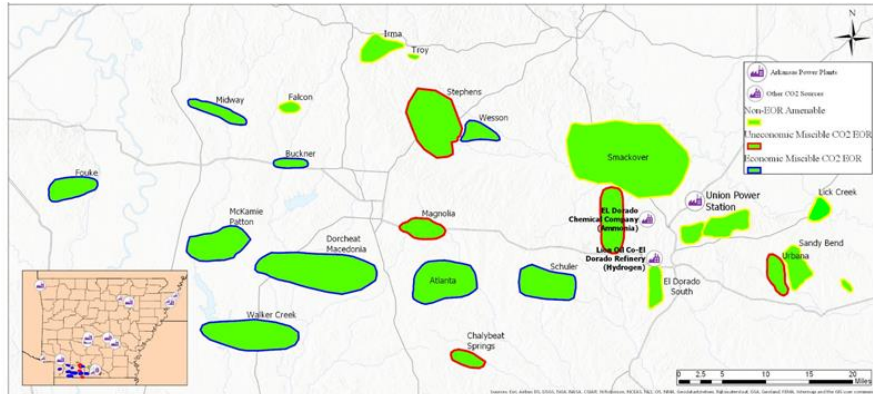 Irma
Troy
N
Arkansas Power Plants
Other CO2 Sources
Non-EOR Amenable
Uneconomic Miscible CO2 EOR
Economic Miscible CO2 EOR
Midway
Falcon
Stephens
Wesson
Smackover
Buckner
Fouke
Union Power
Station
Lick Creek
McKamie
Patton
Magnolia
EL Dorado
Chemical Company
(Ammonia)
Dorcheat
Macedonia
Lion Oil Co-El
Dorado Refinery
(Hydrogen)
Sandy Bend
Urbana
Atlanta
Schuler
El Dorado
South
Walker Creek
Chalybeat
Springs
0 2.5 5 10 15 20
Miles